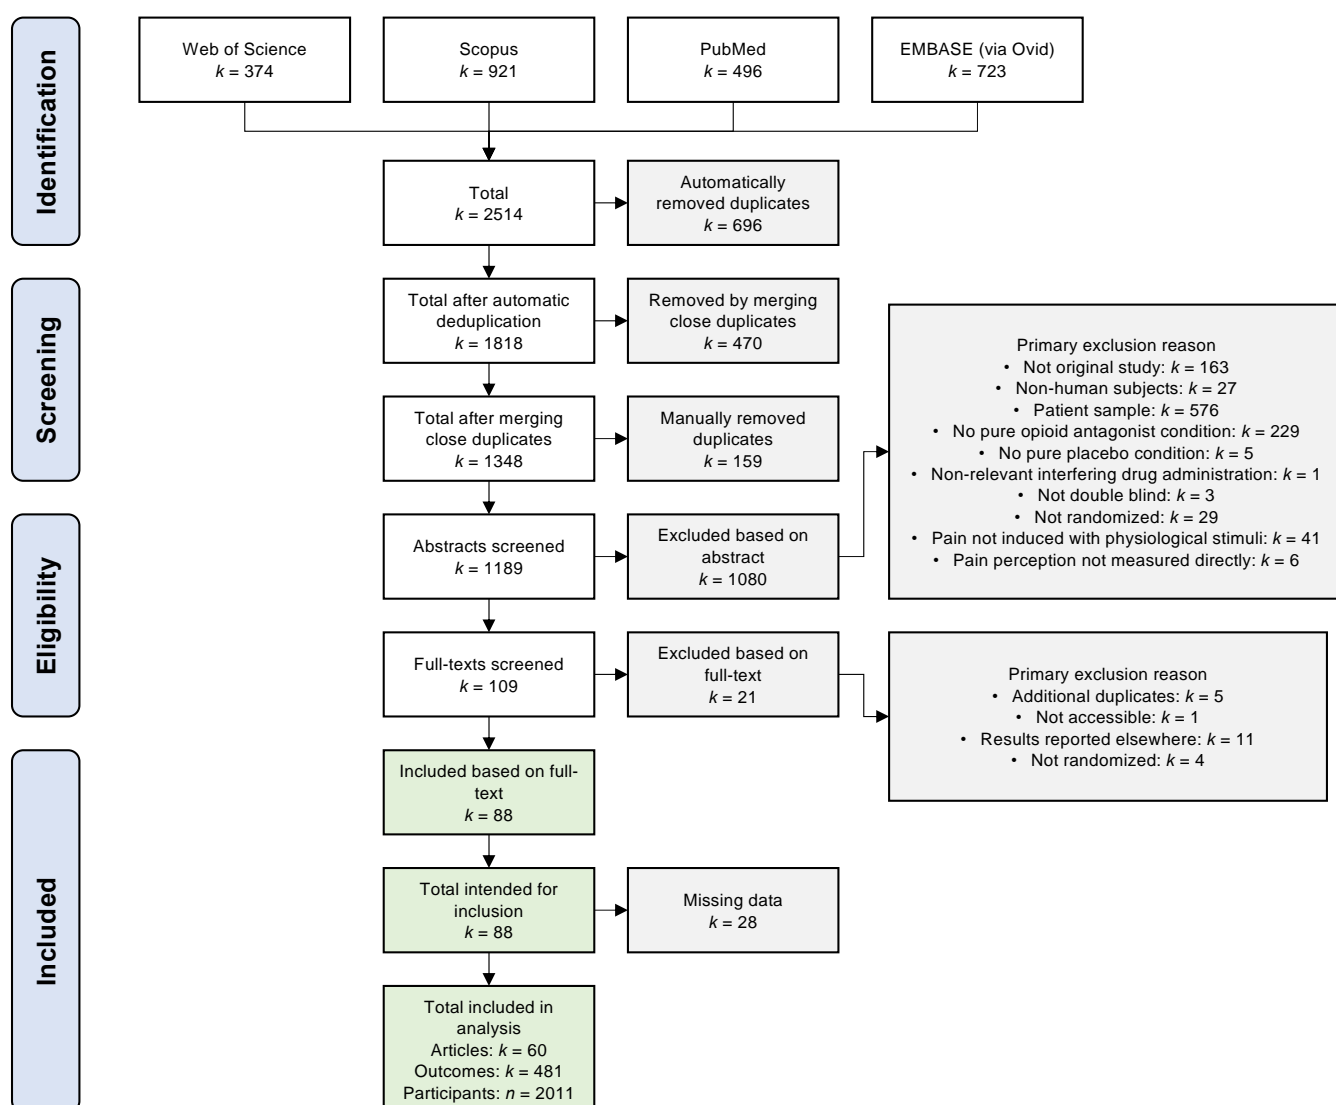 Identification
Web of Science
k = 374
Scopus
k = 921
PubMed
k = 496
EMBASE (via Ovid)
k = 723
Total
k = 2514
Automatically
removed duplicates
k = 696
Screening
Total after automatic
deduplication
k = 1818
Removed by merging
close duplicates
k = 470
Total after merging
close duplicates
k = 1348
Manually removed
duplicates
k = 159
Primary exclusion reason
• Not original study: k = 163
• Non-human subjects: k = 27
• Patient sample: k = 576
• No pure opioid antagonist condition: k = 229
• No pure placebo condition: k = 5
• Non-relevant interfering drug administration: k = 1
• Not double blind: k = 3
• Not randomized: k = 29
• Pain not induced with physiological stimuli: k = 41
• Pain perception not measured directly: k = 6
Eligibility
Abstracts screened
k = 1189
Excluded based on
abstract
k = 1080
Full-texts screened
k = 109
Excluded based on
full-text
k = 21
Primary exclusion reason
• Additional duplicates: k = 5
• Not accessible: k = 1
• Results reported elsewhere: k = 11
• Not randomized: k = 4
Included
Included based on full-
text
k = 88
Total intended for
inclusion
k = 88
Missing data
k = 28
Total included in
analysis
Articles: k = 60
Outcomes: k = 481
Participants: n = 2011